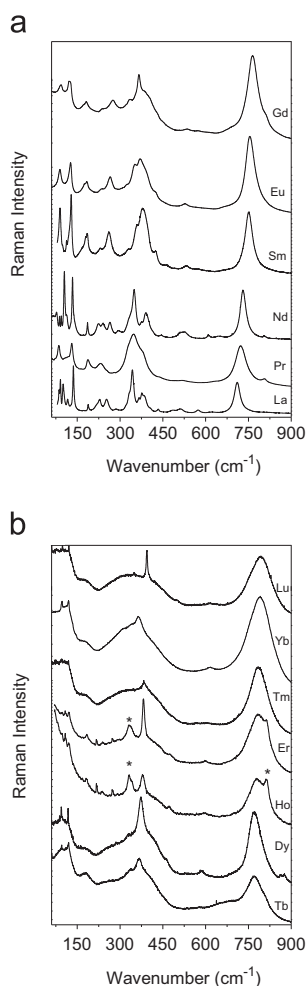 a
Raman Intensity
Gd
Eu
Sm
Nd
Pr
La
150 300 450 600 750 900
Wavenumber (cm⁻¹)
b
Raman Intensity
Lu
Yb
Tm
Er
*
Ho
* *
Dy
Tb
150 300 450 600 750 900
Wavenumber (cm⁻¹)